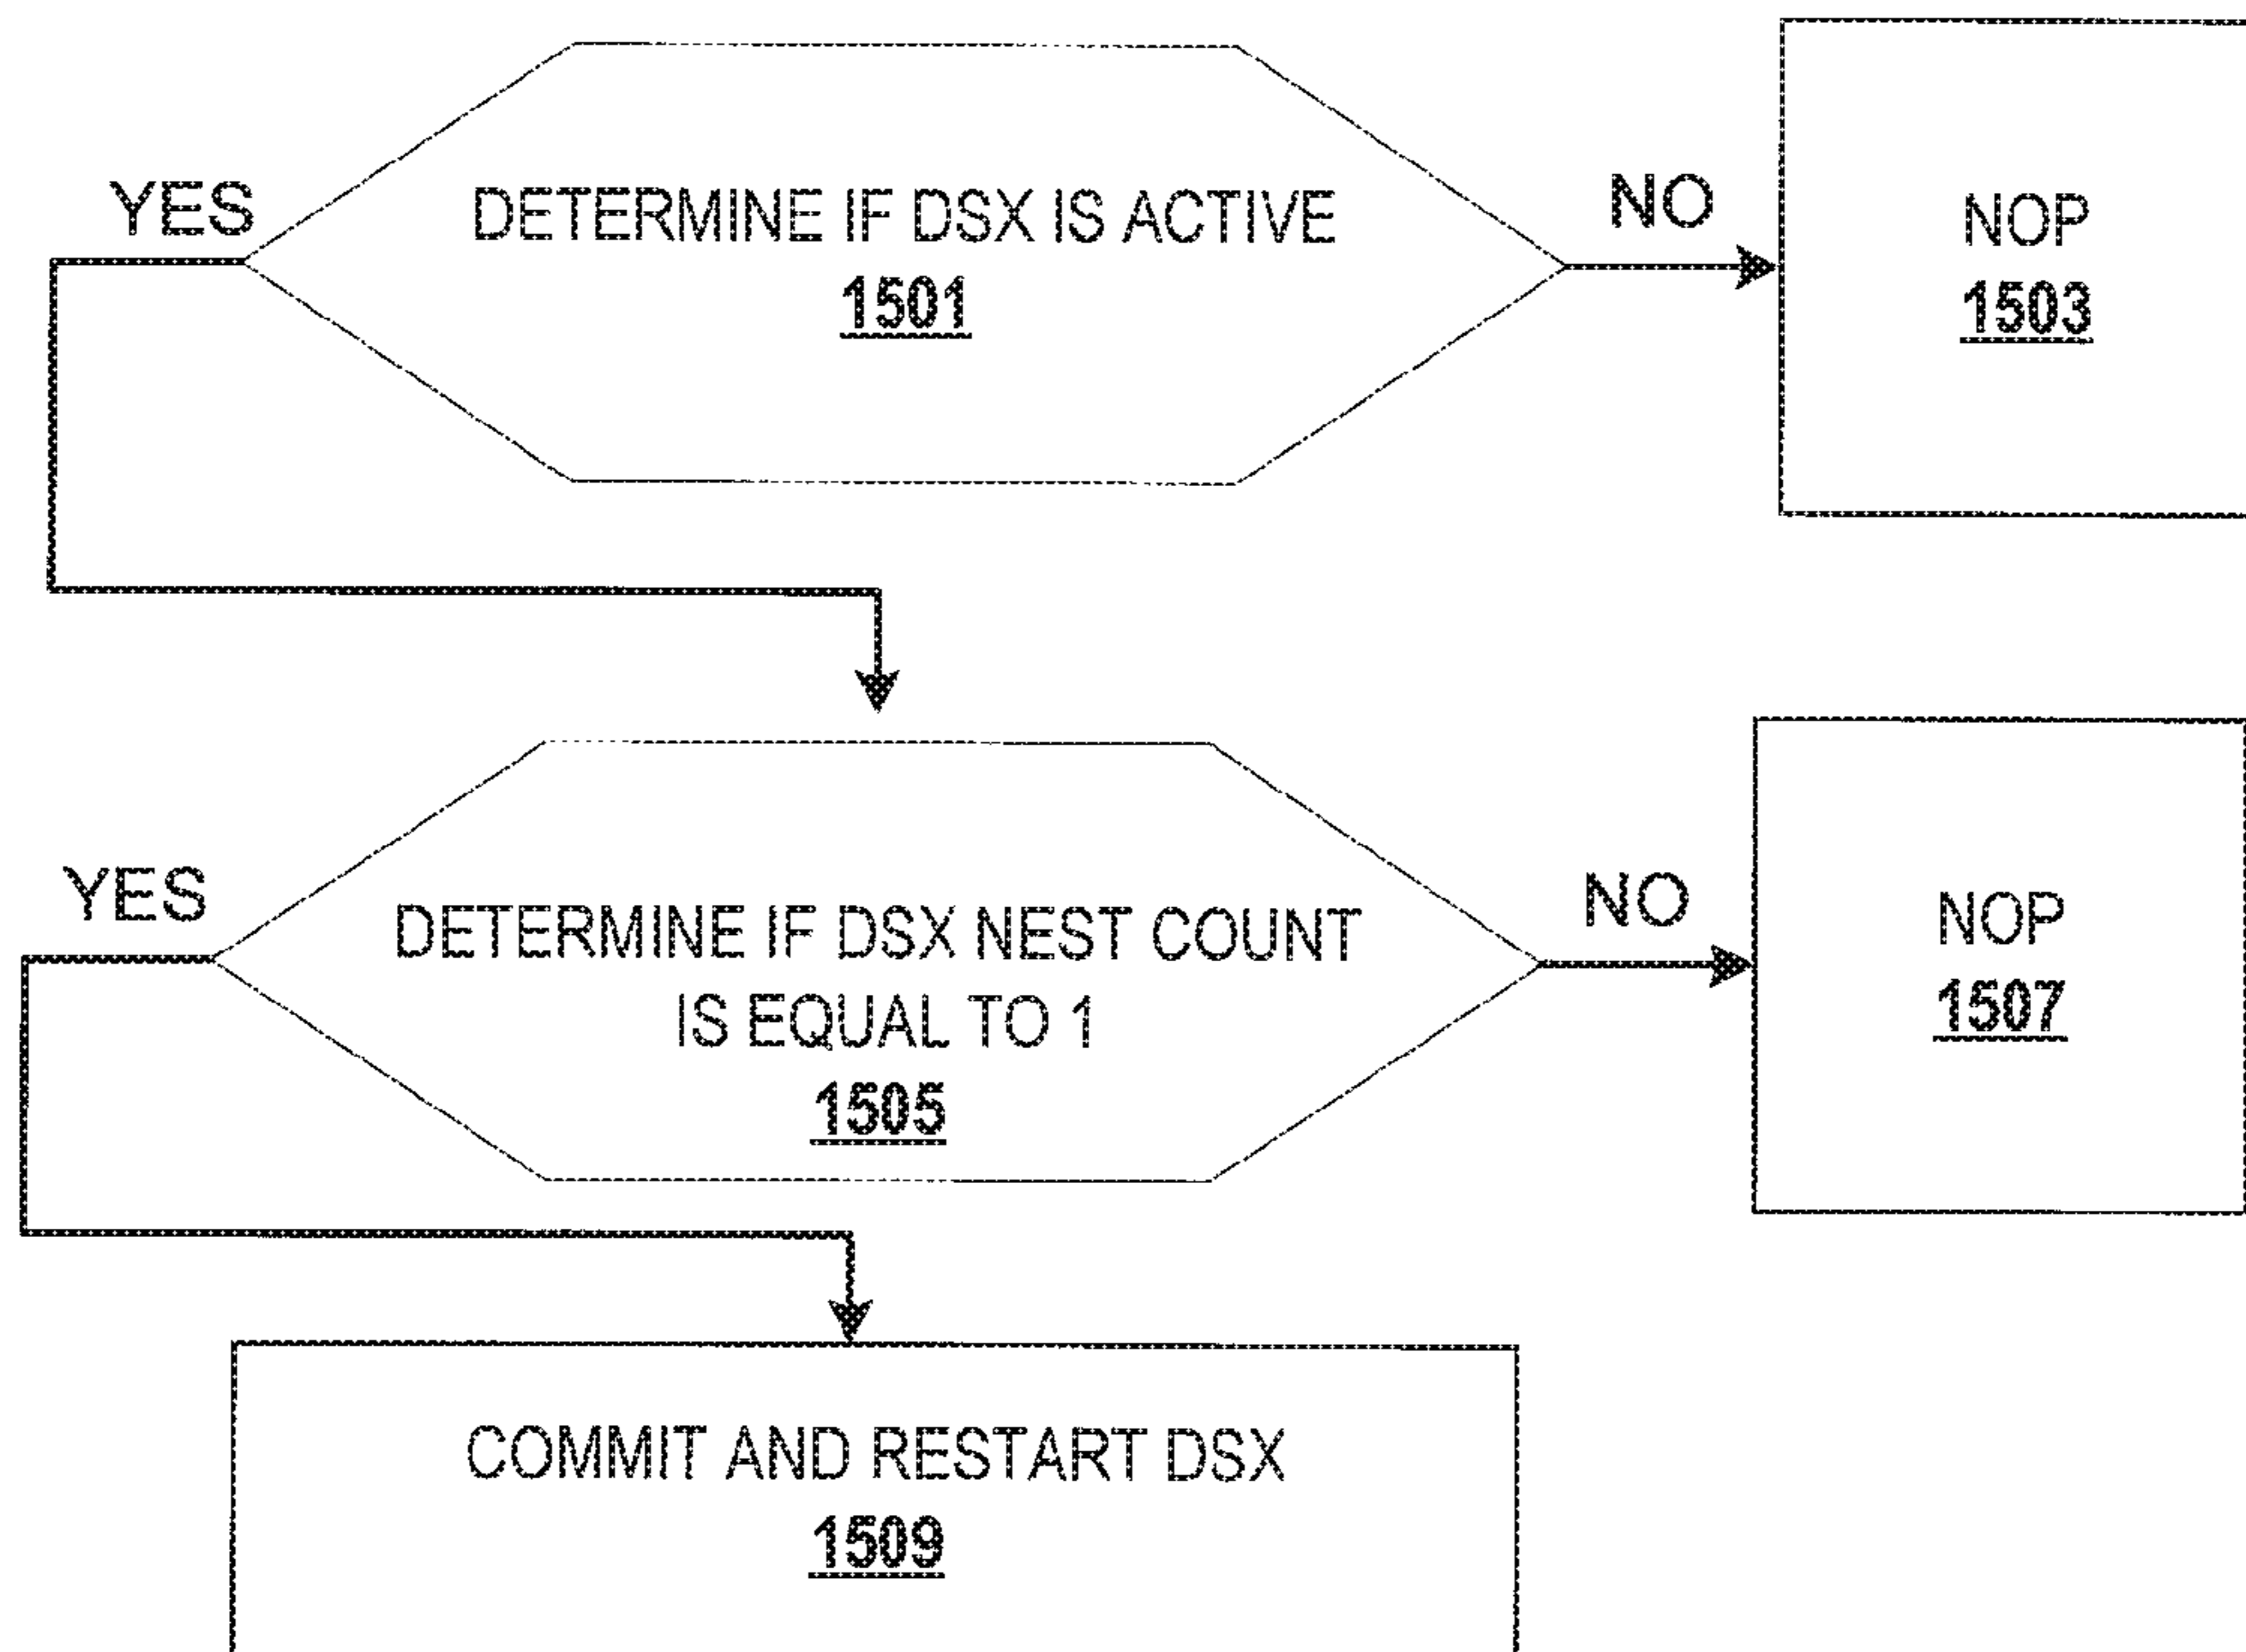 YES
DETERMINE IF DSX IS ACTIVE
1501
NO
NOP
1503
YES
DETERMINE IF DSX NEST COUNT
IS EQUAL TO 1
1505
NO
NOP
1507
COMMIT AND RESTART DSX
1509